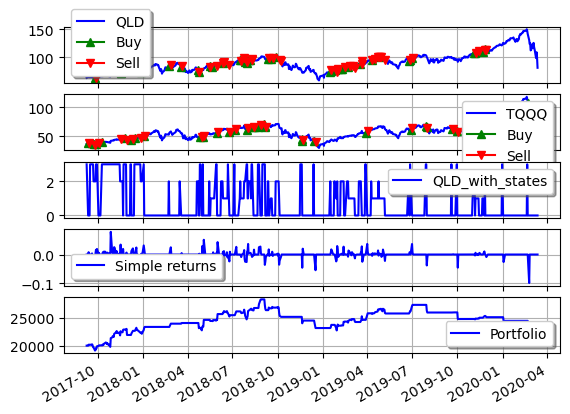 QLD
Buy
Sell
150
100
TQQQ
Buy
Sell
100
50
QLD_with_states
2
0
Simple returns
0.0
−0.1
Portfolio
25000
20000
2017-10
2018-01
2018-04
2018-07
2018-10
2019-01
2019-04
2019-07
2019-10
2020-01
2020-04